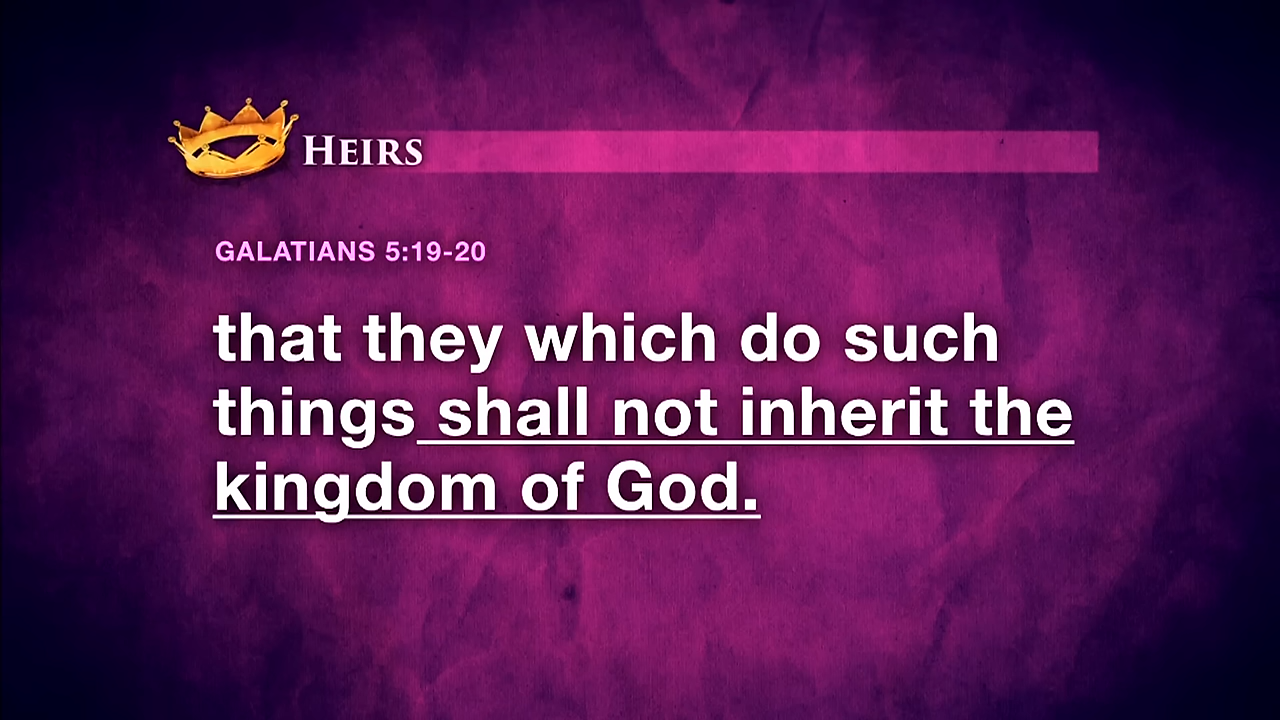 Heirs
GALATIANS 5:19-20
that they which do such
things shall not inherit the
kingdom of God.